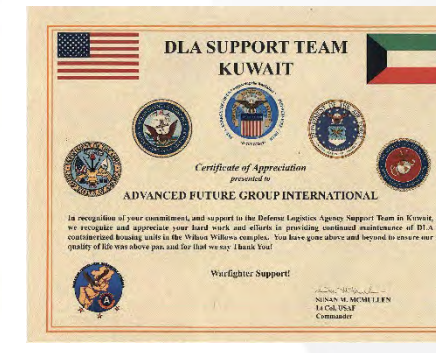 DLA SUPPORT TEAM
KUWAIT
Certificate of Appreciation
presented to
ADVANCED FUTURE GROUP INTERNATIONAL
In recognition of your commitment, and support to the Defense Logistics Agency Support Team in Kuwait,
we recognize and appreciate your hard work and efforts in providing continued maintenance of DLA
containerized housing units in the Wilson Willows complex. You have gone above and beyond to ensure our
quality of life was above par, and for that we say Thank You!
Warfighter Support!
SUSAN M. MCMULLEN
Lt Col, USAF
Commander